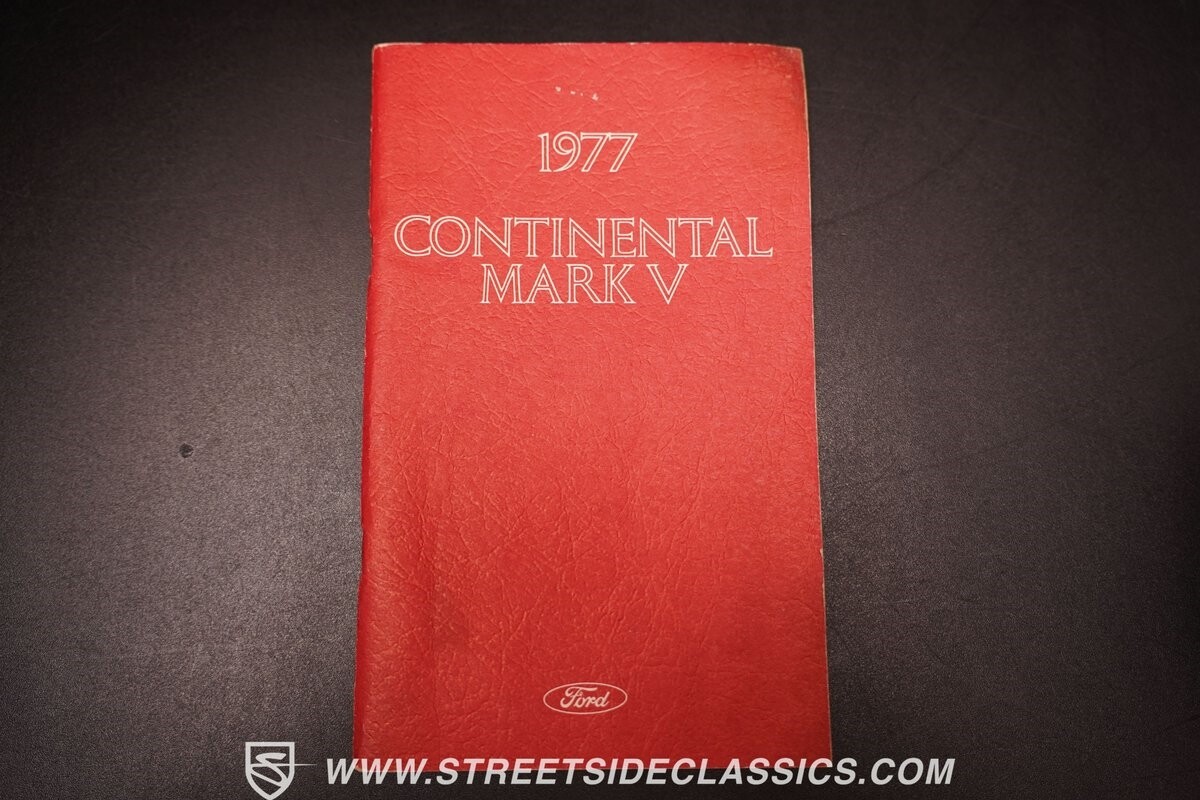 1977
CONTINENTAL
MARK V
Ford
WWW.STREETSIDECLASSICS.COM